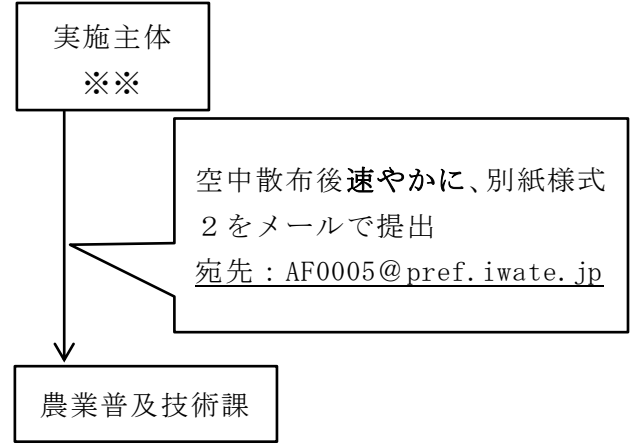 実施主体
※※
空中散布後速やかに、別紙様式
２をメールで提出
宛先：AF0005@pref.iwate.jp
農業普及技術課